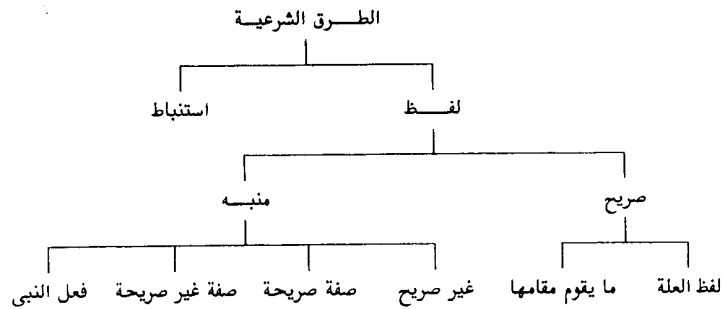 الطـــرق الشرعيـــة
لفـــــظ استنباط
صريح منبـــه
لفظ العلة ما يقوم مقامها غير صريح صفة صريحة صفة غير صريحة فعل النبى